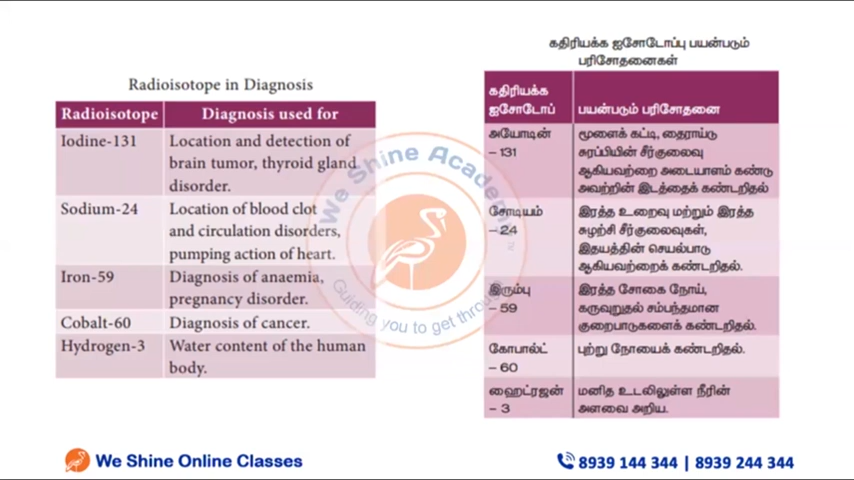 Radioisotope in Diagnosis
Radioisotope Diagnosis used for
Iodine-131 Location and detection of
brain tumor, thyroid gland
disorder.
Sodium-24 Location of blood clot
and circulation disorders,
pumping action of heart.
Iron-59 Diagnosis of anaemia,
pregnancy disorder.
Cobalt-60 Diagnosis of cancer.
Hydrogen-3 Water content of the human
body.
கதிரியக்க ஐசோடோப்பு பயன்படும்
பரிசோதனைகள்
கதிரியக்க
ஐசோடோப் பயன்படும் பரிசோதனை
அயோடின் மூளைக் கட்டி, தைராய்டு
– 131 சுரப்பியின் சீர்குலைவு
ஆகியவற்றை அடையாளம் கண்டு
அவற்றின் இடத்தைக் கண்டறிதல்
சோடியம் இரத்த உறைவு மற்றும் இரத்த
– 24 சுழற்சி சீர்குலைவுகள்,
இதயத்தின் செயல்பாடு
ஆகியவற்றைக் கண்டறிதல்.
இரும்பு இரத்த சோகை நோய்,
– 59 கருவுறுதல் சம்பந்தமான
குறைபாடுகளைக் கண்டறிதல்.
கோபால்ட் புற்று நோயைக் கண்டறிதல்.
– 60
ஹைட்ரஜன் மனித உடலிலுள்ள நீரின்
– 3 அளவை அறிய.
We Shine Academy
Guiding you to get through
We Shine Online Classes
8939 144 344 | 8939 244 344